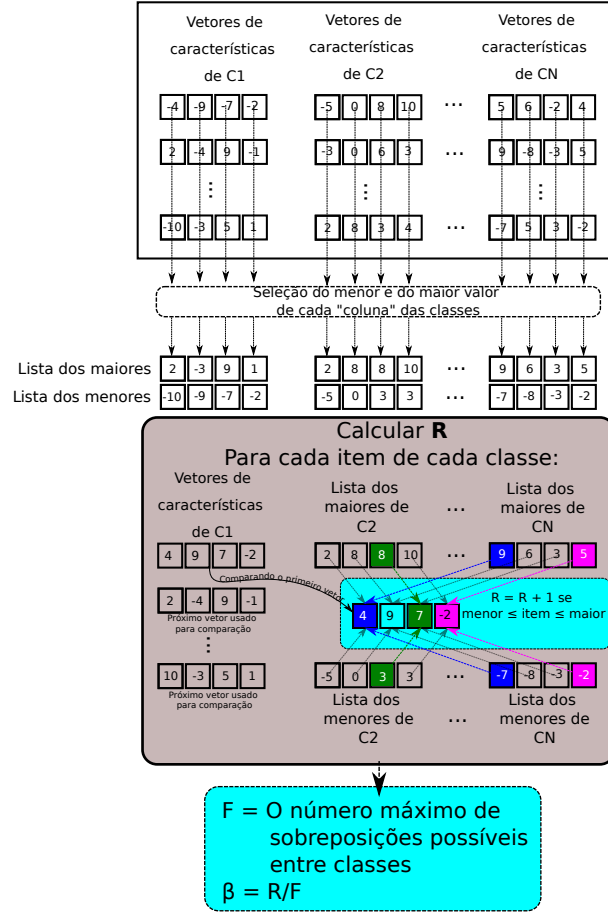 Vetores de
característicias
de C1
Vetores de
característicias
de C2
Vetores de
característicias
de CN
-4 -9 -7 -2 -5 0 8 10 ... 5 6 -2 4
2 -4 9 -1 -3 0 6 3 ... 9 -8 -3 5
... ... ...
-10 -3 5 1 2 8 3 4 ... -7 5 3 -2
Seleção do menor e do maior valor
de cada "coluna" das classes
Lista dos maiores 2 -3 9 1 2 8 8 10 ... 9 6 3 5
Lista dos menores -10 -9 -7 -2 -5 0 3 3 ... -7 -8 -3 -2
Calcular R
Para cada item de cada classe:
Vetores de
característicias
de C1
Lista dos
maiores de
C2
...
Lista dos
maiores de
CN
4 9 7 -2 2 8 8 10 ... 9 6 3 5
Comparando o primeiro vetor
R = R + 1 se
menor ≤ item ≤ maior
2 -4 9 -1
4 9 7 -2
Próximo vetor usado
para comparação
...
10 -3 5 1 -5 0 3 3 ... -7 -8 -3 -2
Próximo vetor usado
para comparação
Lista dos
menores de
C2
...
Lista dos
menores de
CN
F = O número máximo de
sobreposições possíveis
entre classes
β = R/F